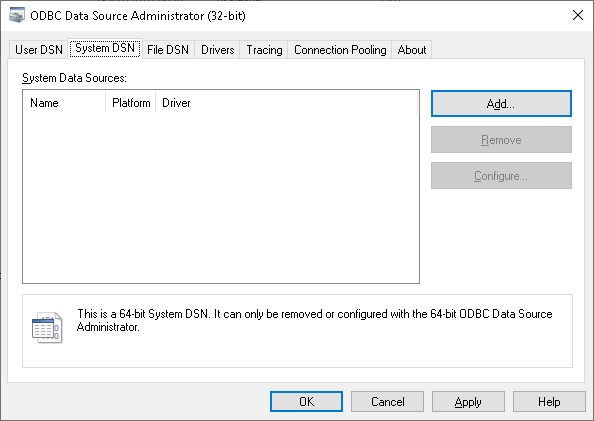 ODBC Data Source Administrator (32-bit)
User DSN System DSN File DSN Drivers Tracing Connection Pooling About
System Data Sources:
Name Platform Driver
Add...
Remove
Configure...
This is a 64-bit System DSN. It can only be removed or configured with the 64-bit ODBC Data Source
Administrator.
OK Cancel Apply Help